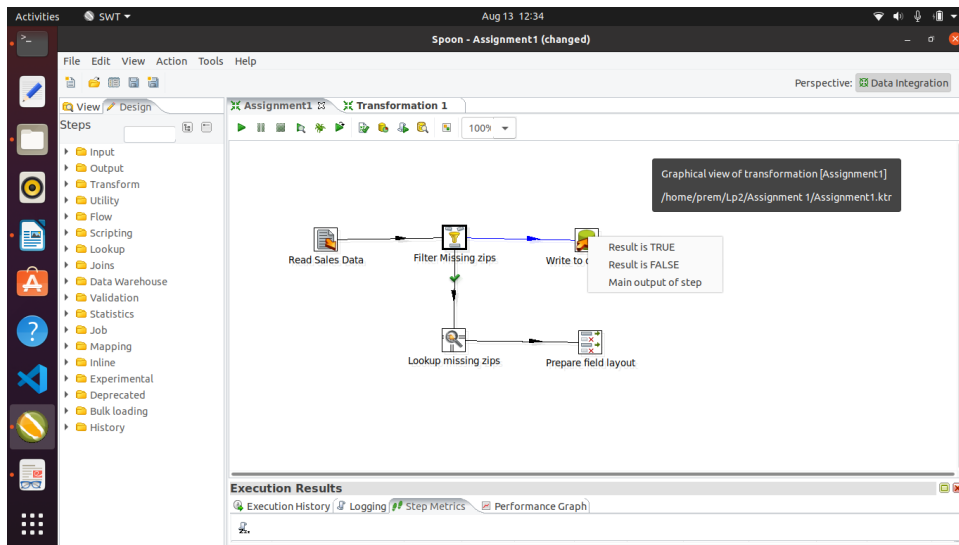 Activities SWT Aug 13 12:34
Spoon - Assignment1 (changed)
File Edit View Action Tools Help
Perspective: Data Integration
View Design
Assignment1 Transformation 1
Steps
100%
Input
Output
Transform
Utility
Flow
Scripting
Lookup
Joins
Data Warehouse
Validation
Statistics
Job
Mapping
Inline
Experimental
Deprecated
Bulk loading
History
Graphical view of transformation [Assignment1]
/home/prem/Lp2/Assignment 1/Assignment1.ktr
Read Sales Data
Filter Missing zips
Write to
Result is TRUE
Result is FALSE
Main output of step
Lookup missing zips
Prepare field layout
Execution Results
Execution History Logging Step Metrics Performance Graph